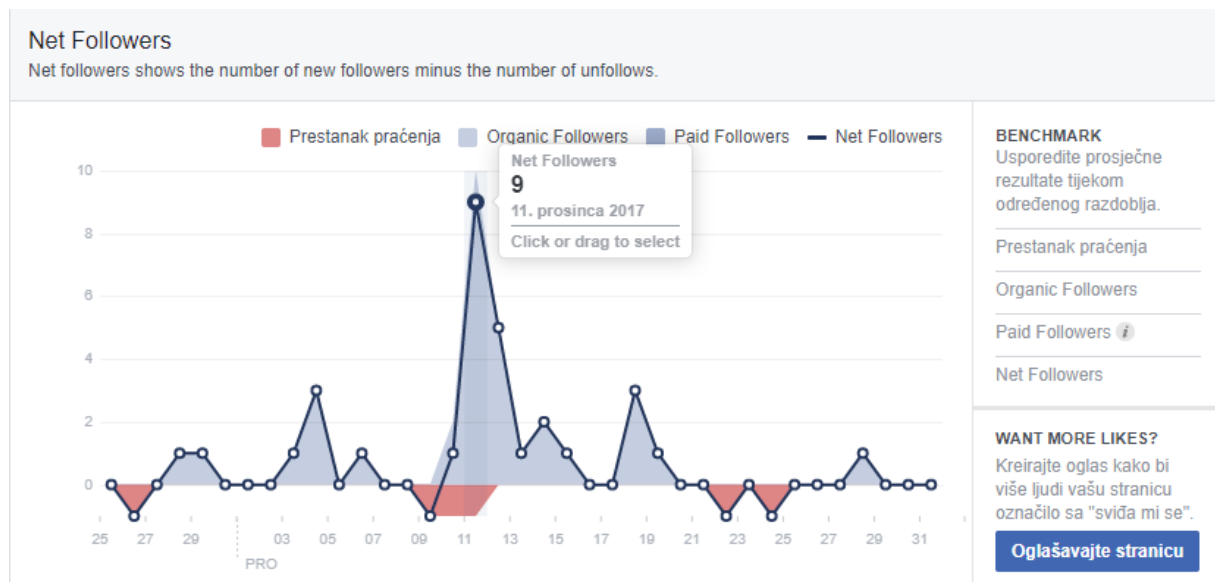 Net Followers
Net followers shows the number of new followers minus the number of unfollows.
Prestanak praćenja Organic Followers Paid Followers Net Followers
Net Followers
9
11. prosinca 2017
Click or drag to select
10
8
6
4
2
0
25 27 29 03 05 07 09 11 13 15 17 19 21 23 25 27 29 31
PRO
BENCHMARK
Usporedite prosječne
rezultate tijekom
određenog razdoblja.
Prestanak praćenja
Organic Followers
Paid Followers i
Net Followers
WANT MORE LIKES?
Kreirajte oglas kako bi
više ljudi vašu stranicu
označilo sa "sviđa mi se".
Oglašavajte stranicu